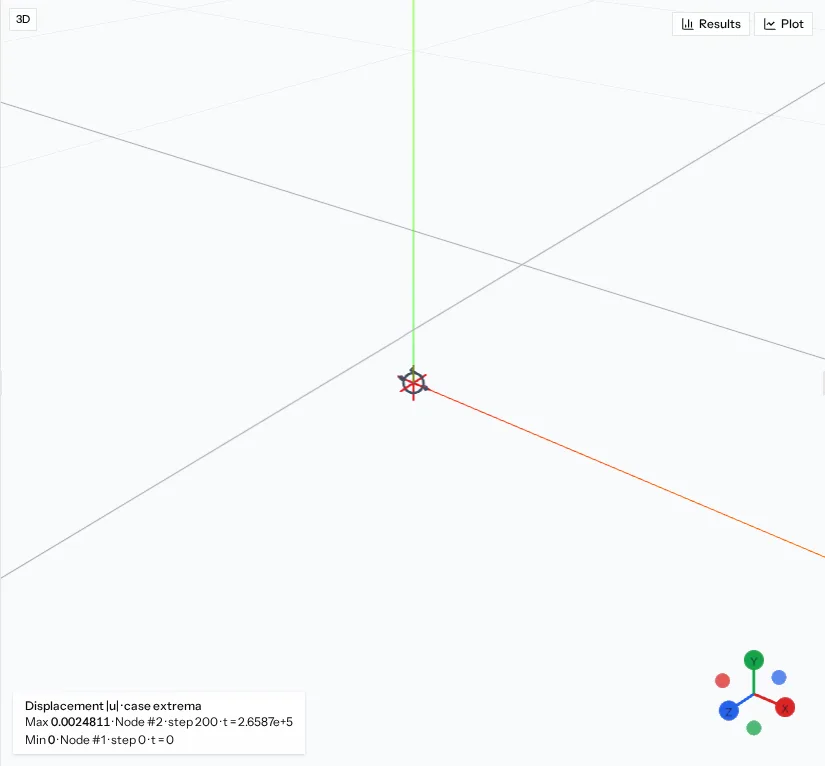 3D
Results
Plot
Y
X
Z
Displacement |u| · case extrema
Max 0.0024811 · Node #2 · step 200 · t = 2.6587e+5
Min 0 · Node #1 · step 0 · t = 0